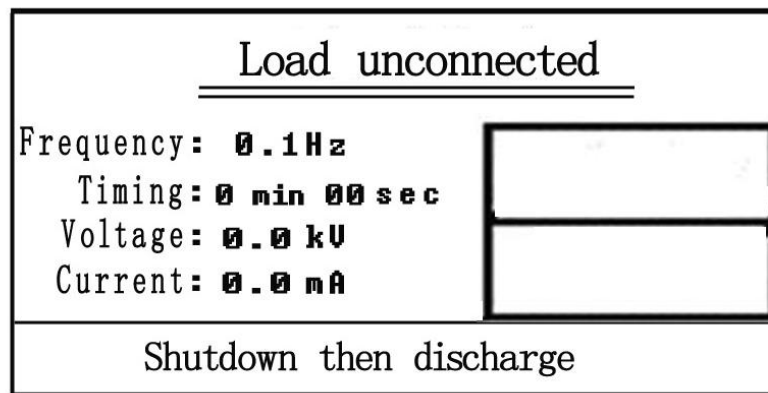 Load unconnected
Frequency: 0.1Hz
Timing: 0 min 00 sec
Voltage: 0.0 kV
Current: 0.0 mA
Shutdown then discharge